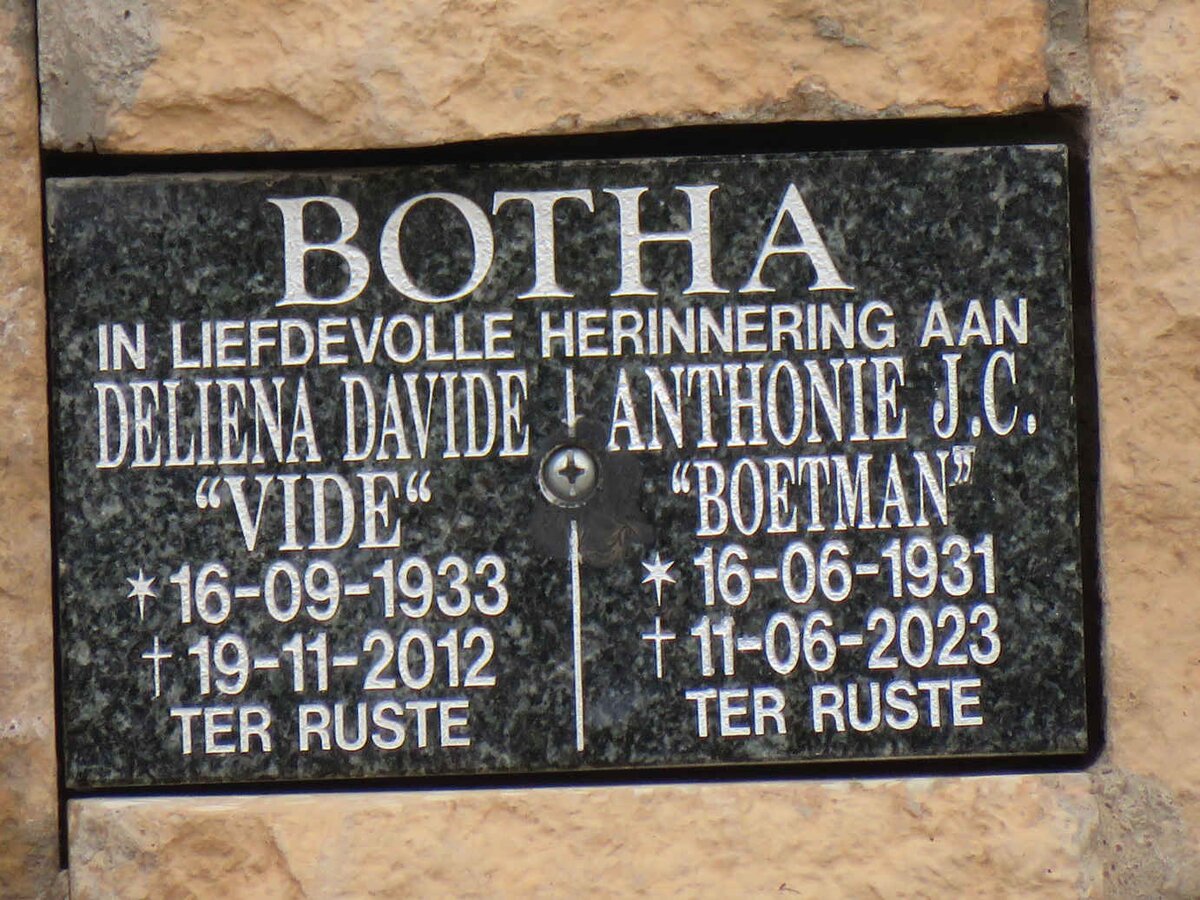 BOTHA
IN LIEFDEVOLLE HERINNERING AAN
DELIENA DAVIDE
“VIDE“
* 16-09-1933
† 19-11-2012
TER RUSTE
ANTHONIE J.C.
“BOETMAN”
* 16-06-1931
† 11-06-2023
TER RUSTE